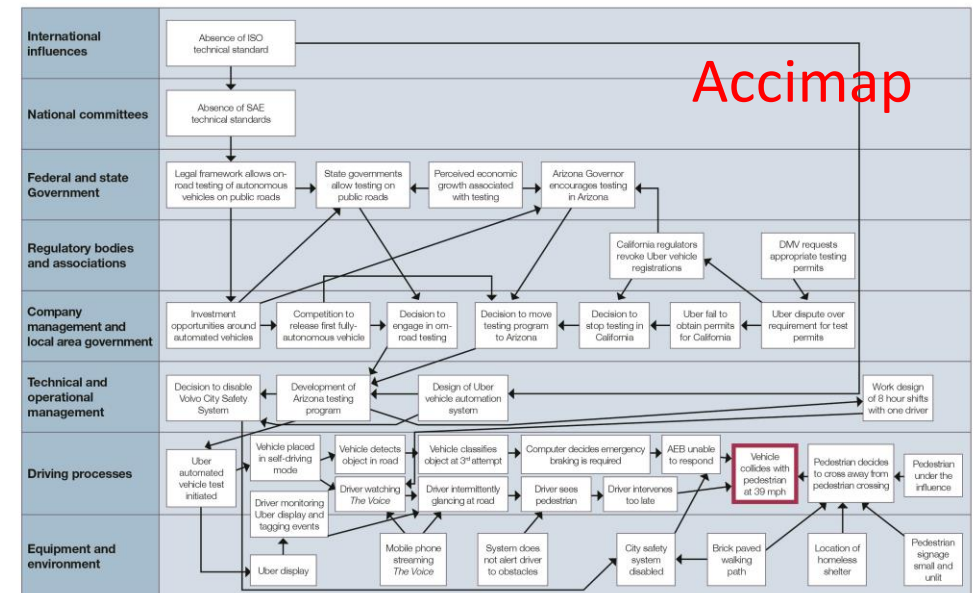 International
influences
Absence of ISO
technical standard
Accimap
National committees
Absence of SAE
technical standards
Federal and state
Government
Legal framework allows on-
road testing of autonomous
vehicles on public roads
State governments
allow testing on
public roads
Perceived economic
growth associated
with testing
Arizona Governor
encourages testing
in Arizona
Regulatory bodies
and associations
California regulators
revoke Uber vehicle
registrations
DMV requests
appropriate testing
permits
Company
management and
local area government
Investment
opportunities around
automated vehicles
Competition to
release first fully-
autonomous vehicle
Decision to
engage in om-
road testing
Decision to move
testing program
to Arizona
Decision to
stop testing in
California
Uber fail to
obtain permits
for California
Uber dispute over
requirement for test
permits
Technical and
operational
management
Decision to disable
Volvo City Safety
System
Development of
Arizona testing
program
Design of Uber
vehicle automation
system
Work design
of 8 hour shifts
with one driver
Driving processes
Uber
automated
vehicle test
initiated
Vehicle placed
in self-driving
mode
Vehicle detects
object in road
Vehicle classifies
object at 3rd attempt
Computer decides emergency
braking is required
AEB unable
to respond
Vehicle
collides with
pedestrian
at 39 mph
Pedestrian decides
to cross away from
pedestrian crossing
Pedestrian
under the
influence
Driver monitoring
Uber display and
tagging events
Driver watching
The Voice
Driver intermittently
glancing at road
Driver sees
pedestrian
Driver intervenes
too late
Equipment and
environment
Uber display
Mobile phone
streaming
The Voice
System does
not alert driver
to obstacles
City safety
system
disabled
Brick paved
walking
path
Location of
homeless
shelter
Pedestrian
signage
small and
unlit